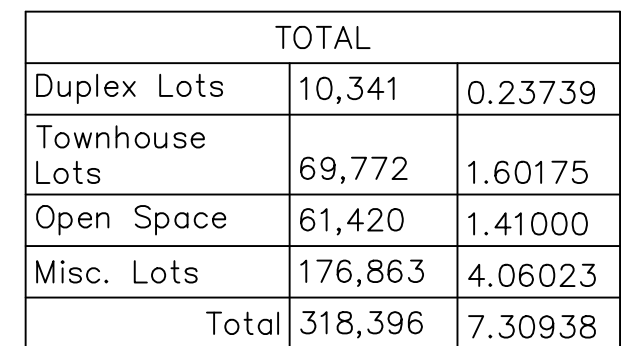 TOTAL
Duplex Lots 10,341 0.23739
Townhouse
Lots 69,772 1.60175
Open Space 61,420 1.41000
Misc. Lots 176,863 4.06023
Total 318,396 7.30938